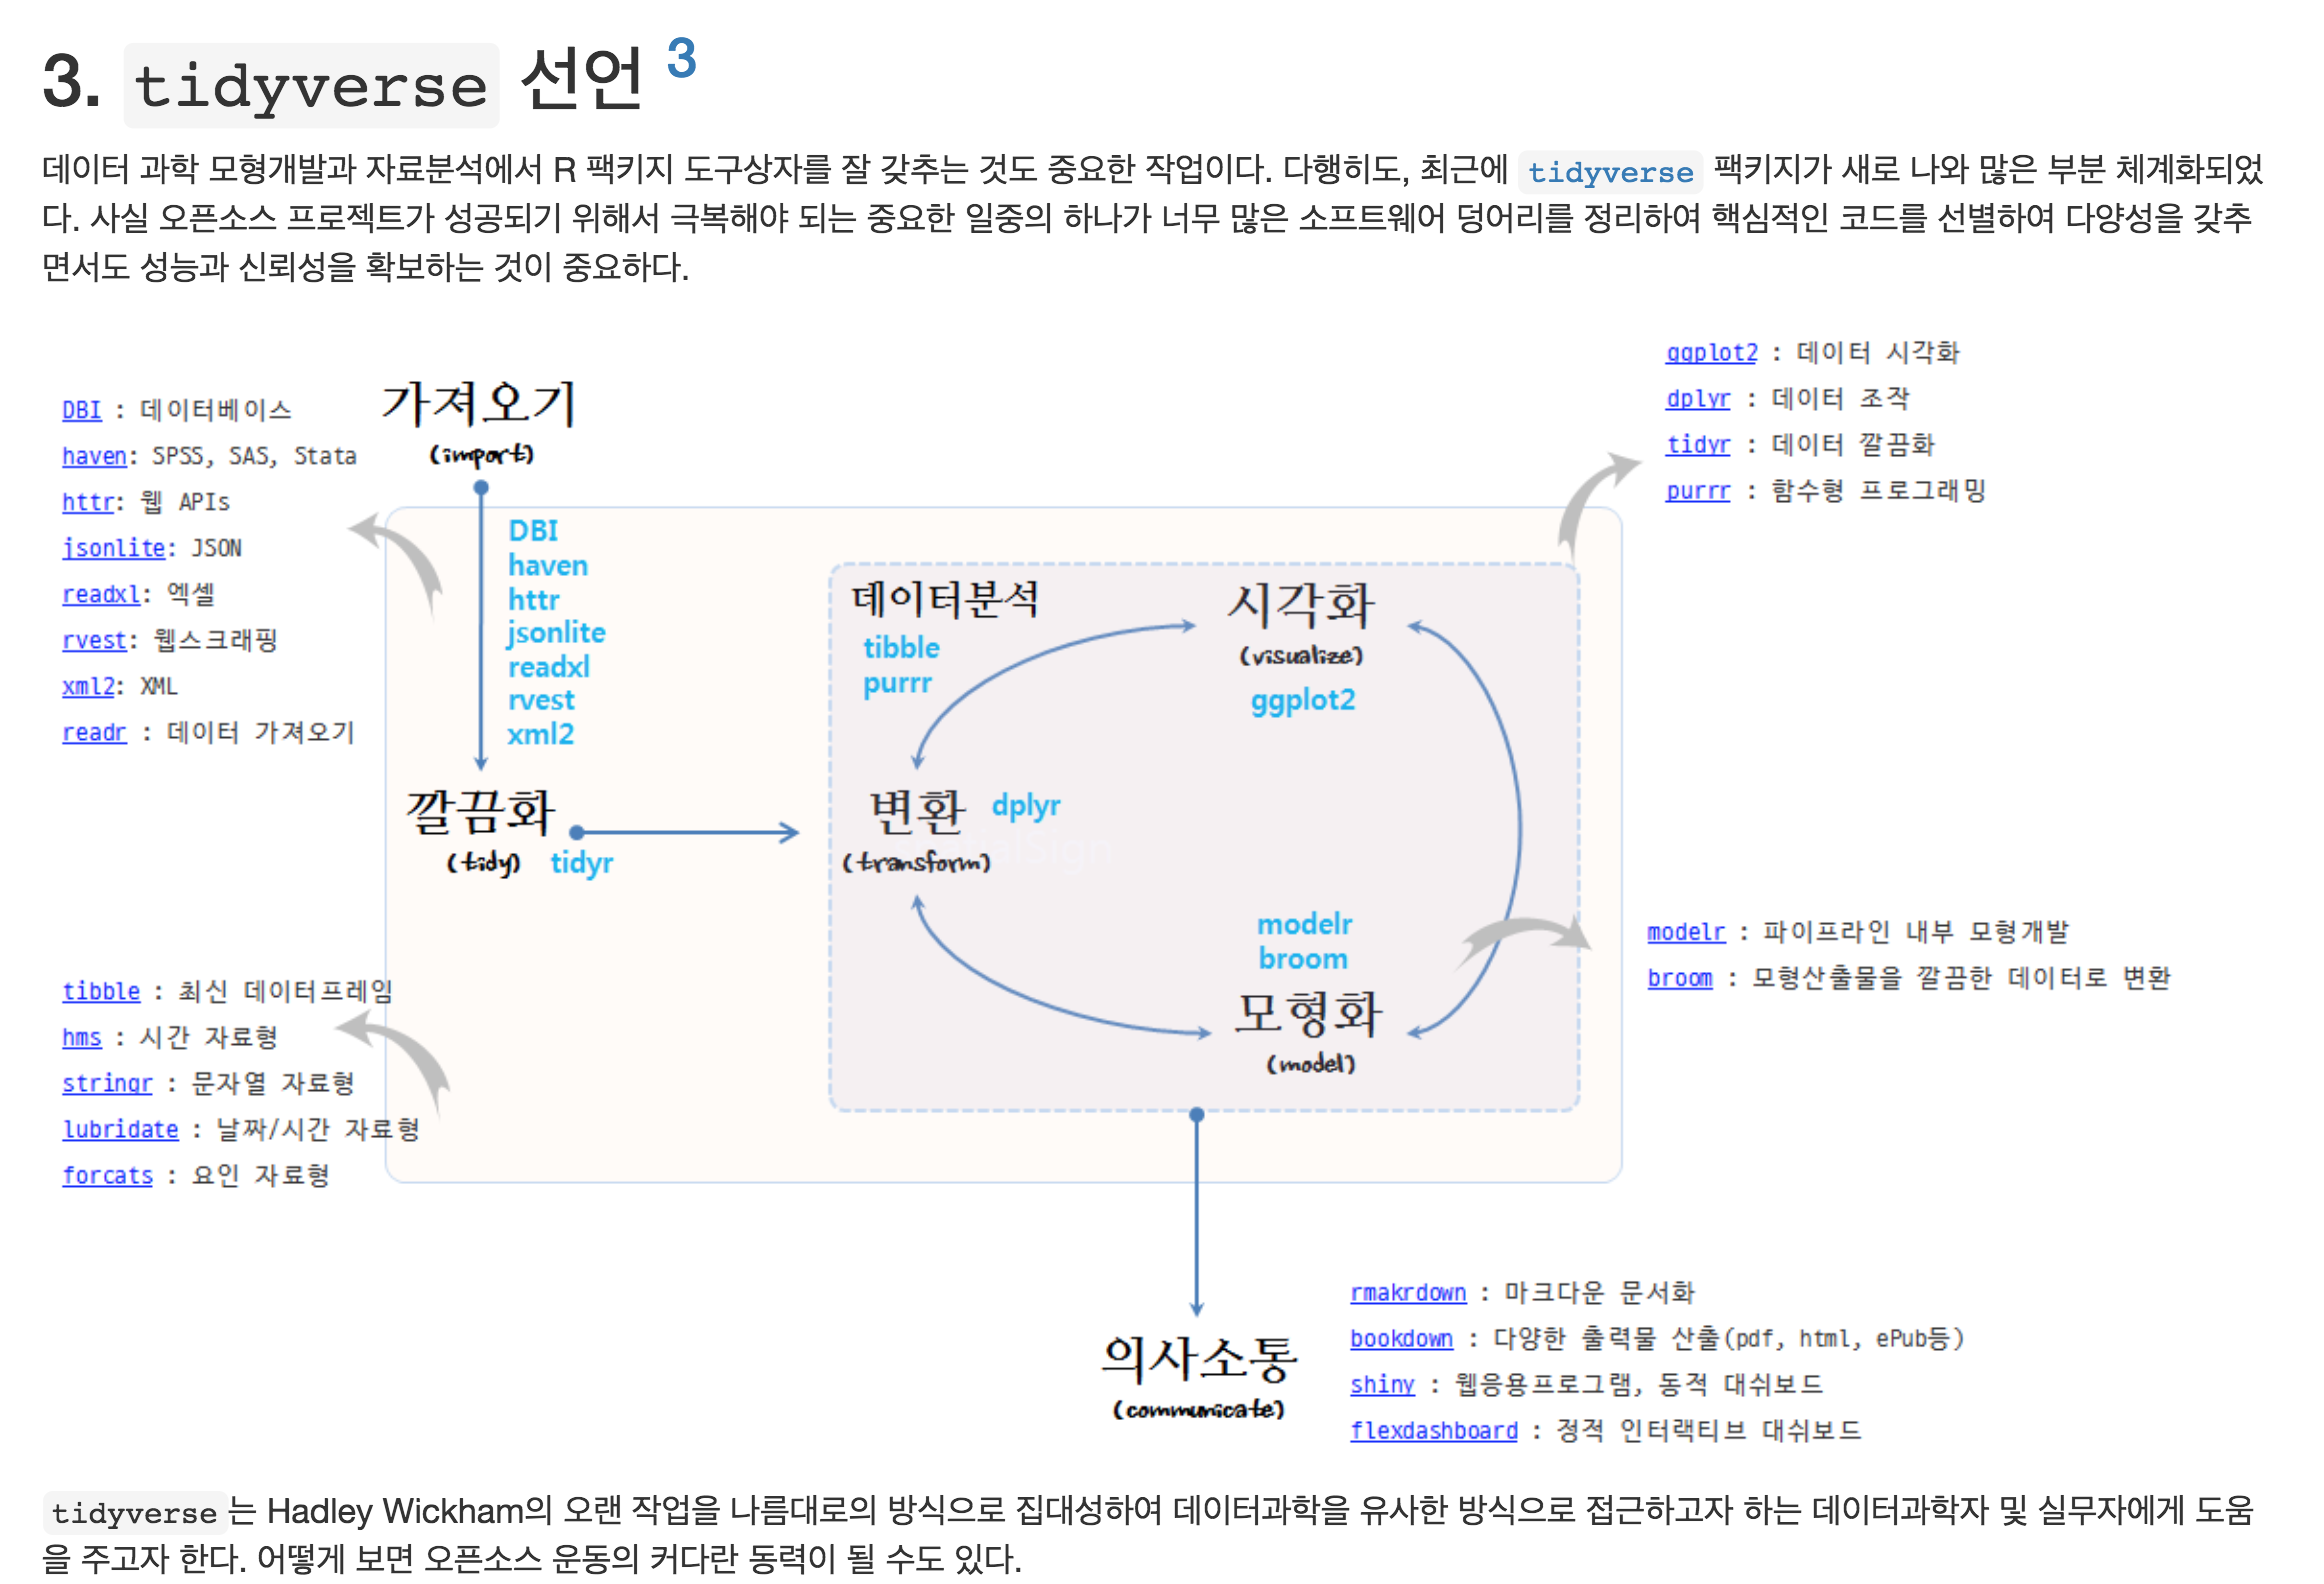 3. tidyverse 선언 3
데이터 과학 모형개발과 자료분석에서 R 팩키지 도구상자를 잘 갖추는 것도 중요한 작업이다. 다행히도, 최근에 tidyverse 팩키지가 새로 나와 많은 부분 체계화되었
다. 사실 오픈소스 프로젝트가 성공되기 위해서 극복해야 되는 중요한 일중의 하나가 너무 많은 소프트웨어 덩어리를 정리하여 핵심적인 코드를 선별하여 다양성을 갖추
면서도 성능과 신뢰성을 확보하는 것이 중요하다.
DBI : 데이터베이스
haven: SPSS, SAS, Stata
httr: 웹 APIs
jsonlite: JSON
readxl: 엑셀
rvest: 웹스크래핑
xml2: XML
readr : 데이터 가져오기
가져오기
(import)
DBI
haven
httr
jsonlite
readxl
rvest
xml2
깔끔화
(tidy)
tidyr
tibble : 최신 데이터프레임
hms : 시간 자료형
stringr : 문자열 자료형
lubridate : 날짜/시간 자료형
forcats : 요인 자료형
데이터분석
tibble
purrr
시각화
(visualize)
ggplot2
변환
dplyr
(transform)
modelr
broom
모형화
(model)
ggplot2 : 데이터 시각화
dplyr : 데이터 조작
tidyr : 데이터 깔끔화
purrr : 함수형 프로그래밍
modelr : 파이프라인 내부 모형개발
broom : 모형산출물을 깔끔한 데이터로 변환
의사소통
(communicate)
rmakrdown : 마크다운 문서화
bookdown : 다양한 출력물 산출(pdf, html, ePub등)
shiny : 웹응용프로그램, 동적 대쉬보드
flexdashboard : 정적 인터랙티브 대쉬보드
tidyverse는 Hadley Wickham의 오랜 작업을 나름대로의 방식으로 집대성하여 데이터과학을 유사한 방식으로 접근하고자 하는 데이터과학자 및 실무자에게 도움
을 주고자 한다. 어떻게 보면 오픈소스 운동의 커다란 동력이 될 수도 있다.